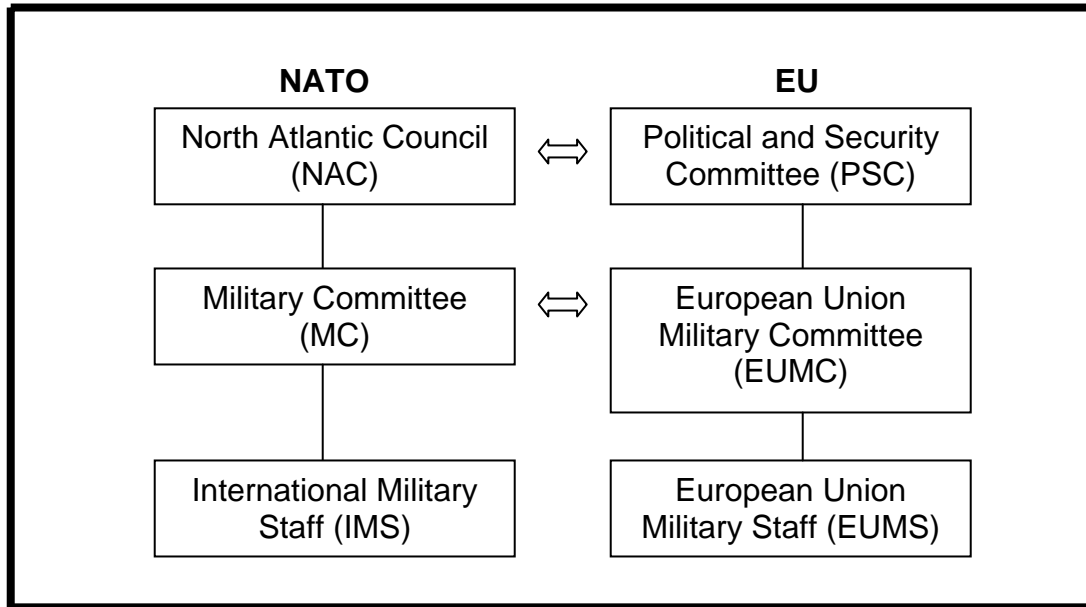 NATO
North Atlantic Council
(NAC)
Military Committee
(MC)
International Military
Staff (IMS)
EU
Political and Security
Committee (PSC)
European Union
Military Committee
(EUMC)
European Union
Military Staff (EUMS)